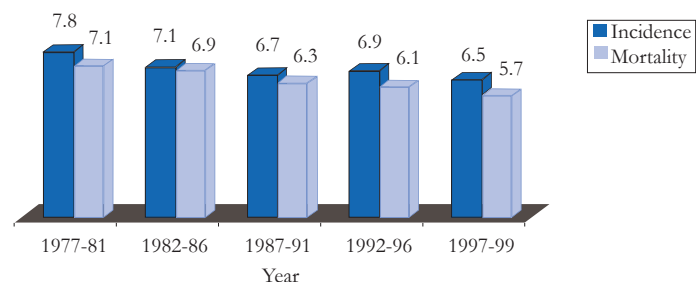 7.8 7.1 7.1 6.9 6.7 6.3 6.9 6.1 6.5 5.7
Incidence
Mortality
1977-81 1982-86 1987-91 1992-96 1997-99
Year